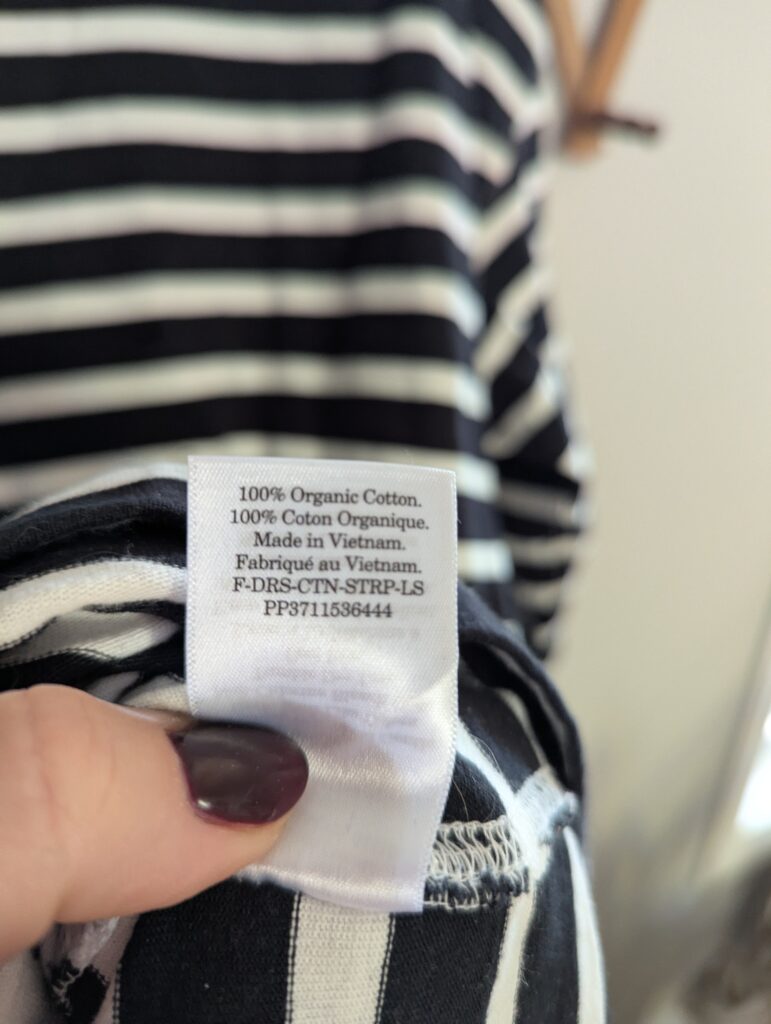 100% Organic Cotton.
100% Coton Organique.
Made in Vietnam.
Fabriqué au Vietnam.
F-DRS-CTN-STRP-LS
PP3711536444